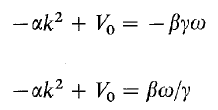 −αk² + V₀ = −βγω
−αk² + V₀ = βω/γ